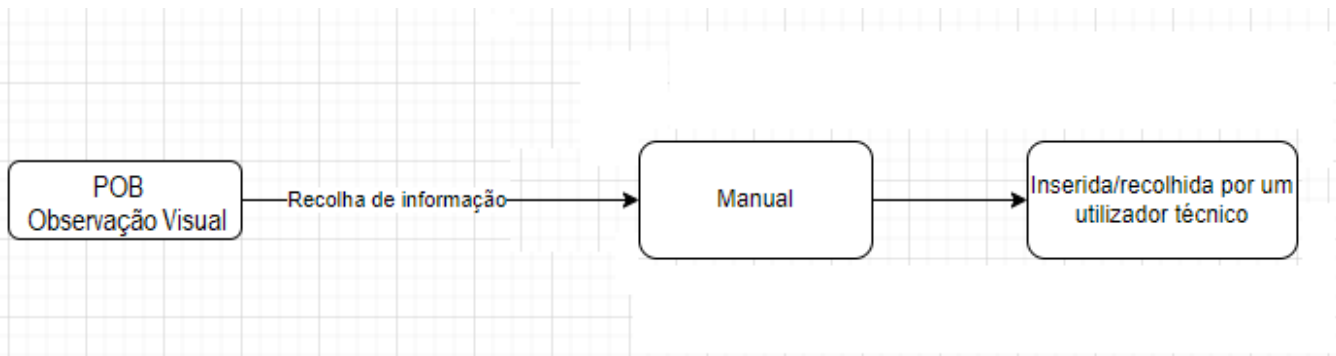 POB
Observação Visual
Recolha de informação
Manual
Inserida/recolhida por um
utilizador técnico